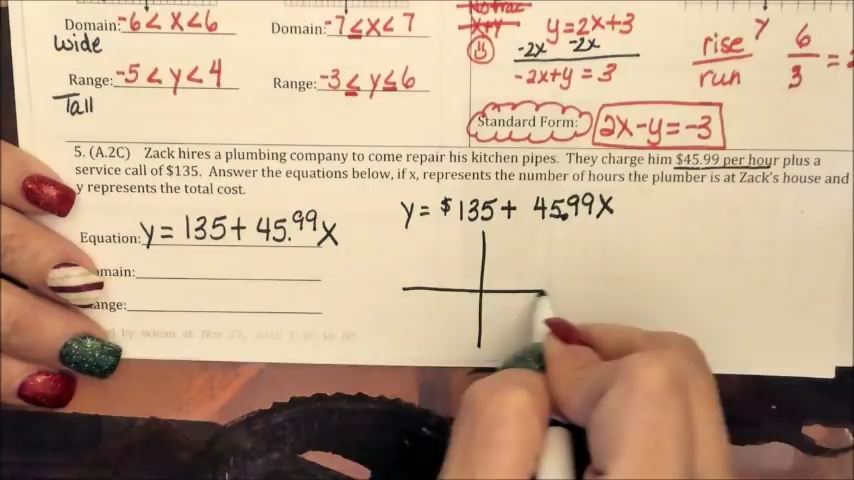 Domain: -6 < x < 6
Wide
Range: -5 < y < 4
Tall
Domain: -7 ≤ x < 7
Range: -3 ≤ y ≤ 6
No frac
x+y
y=2x+3
-2x -2x
-2x+y = 3
Standard Form: 2x-y=-3
rise
run
y
6
3
=
5. (A.2C) Zack hires a plumbing company to come repair his kitchen pipes. They charge him $45.99 per hour plus a
service call of $135. Answer the equations below, if x, represents the number of hours the plumber is at Zack's house and
y represents the total cost.
Equation: y= 135+ 45.99x
y= $135+ 45.99x
main:
ange: